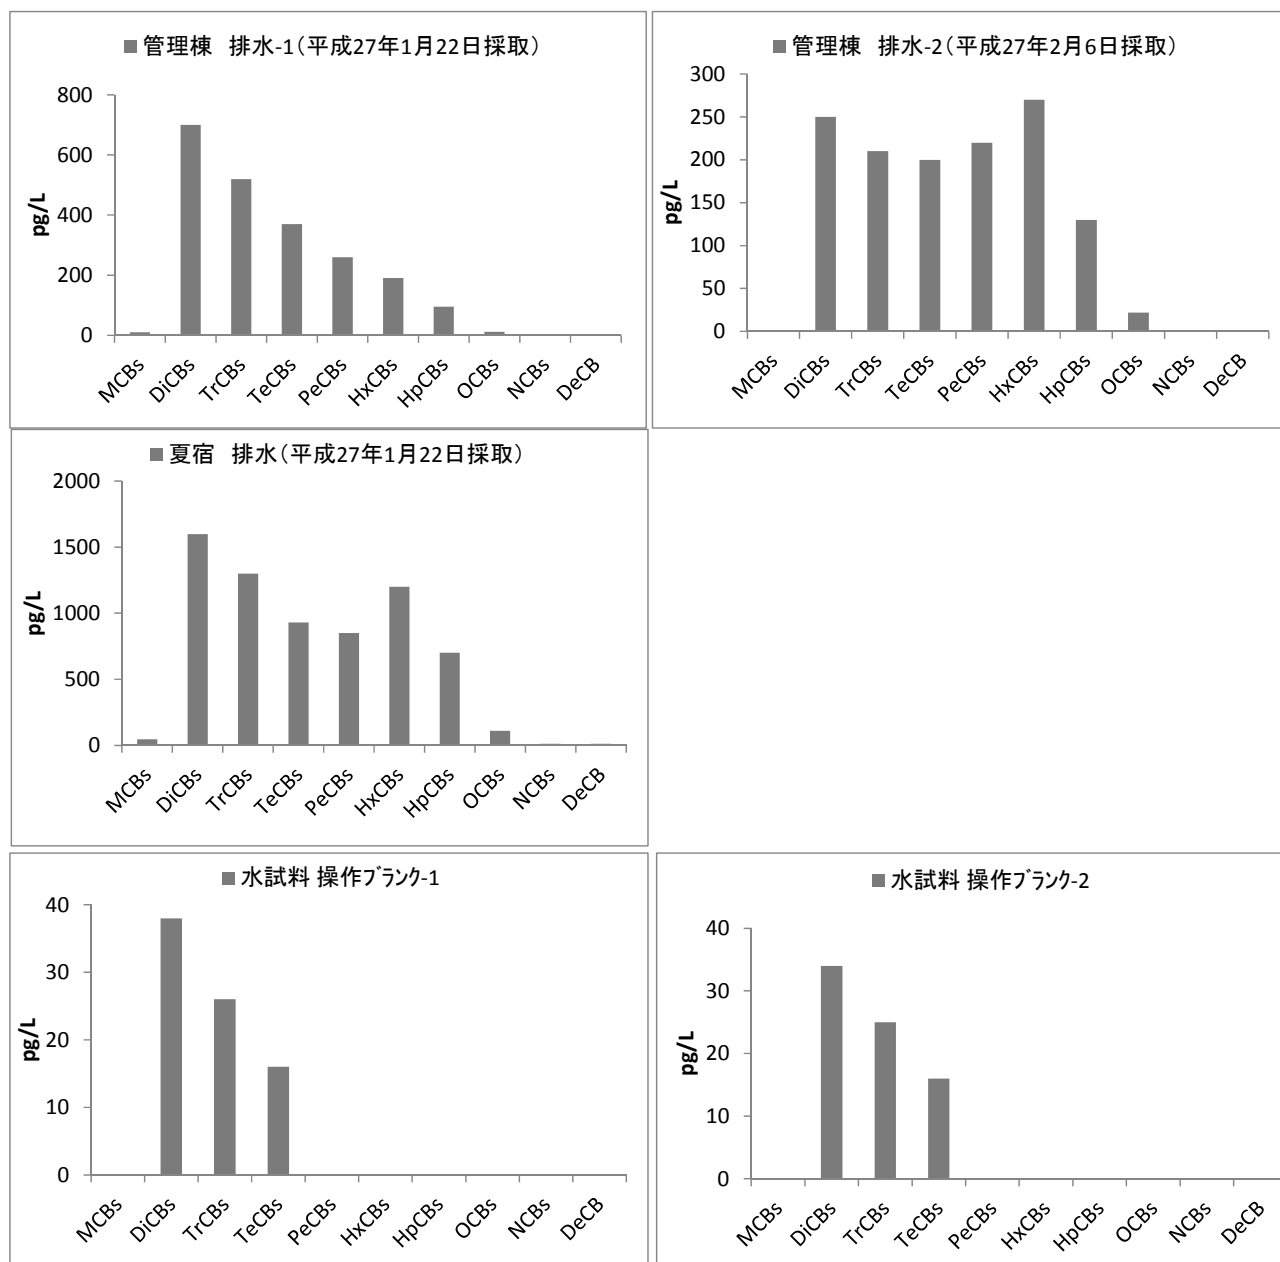 ■ 管理棟　排水-1（平成27年1月22日採取）
800
600
400
200
0
pg/L
MCBs
DiCBs
TrCBs
TeCBs
PeCBs
HxCBs
HpCBs
OCBs
NCBs
DeCB
■ 管理棟　排水-2（平成27年2月6日採取）
300
250
200
150
100
50
0
pg/L
MCBs
DiCBs
TrCBs
TeCBs
PeCBs
HxCBs
HpCBs
OCBs
NCBs
DeCB
■ 夏宿　排水（平成27年1月22日採取）
2000
1500
1000
500
0
pg/L
MCBs
DiCBs
TrCBs
TeCBs
PeCBs
HxCBs
HpCBs
OCBs
NCBs
DeCB
■ 水試料 操作ﾌﾞﾗﾝｸ-1
40
30
20
10
0
pg/L
MCBs
DiCBs
TrCBs
TeCBs
PeCBs
HxCBs
HpCBs
OCBs
NCBs
DeCB
■ 水試料 操作ﾌﾞﾗﾝｸ-2
40
30
20
10
0
pg/L
MCBs
DiCBs
TrCBs
TeCBs
PeCBs
HxCBs
HpCBs
OCBs
NCBs
DeCB